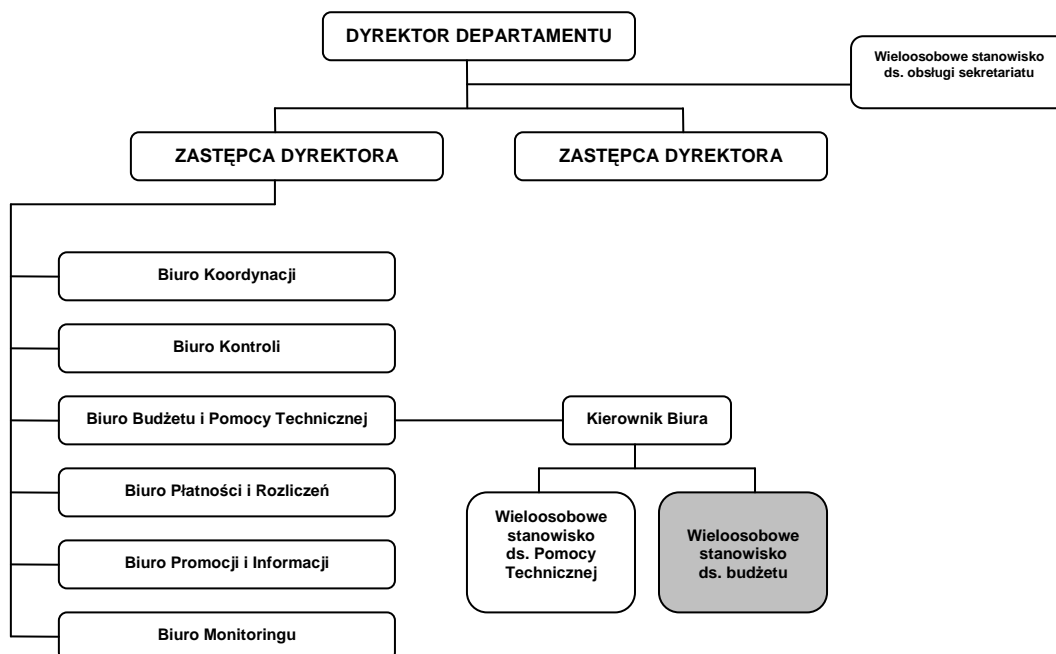 DYREKTOR DEPARTAMENTU
Wieloosobowe stanowisko
ds. obsługi sekretariatu
ZASTĘPCA DYREKTORA
ZASTĘPCA DYREKTORA
Biuro Koordynacji
Biuro Kontroli
Biuro Budżetu i Pomocy Technicznej
Kierownik Biura
Biuro Płatności i Rozliczeń
Wieloosobowe
stanowisko
ds. Pomocy
Technicznej
Wieloosobowe
stanowisko
ds. budżetu
Biuro Promocji i Informacji
Biuro Monitoringu